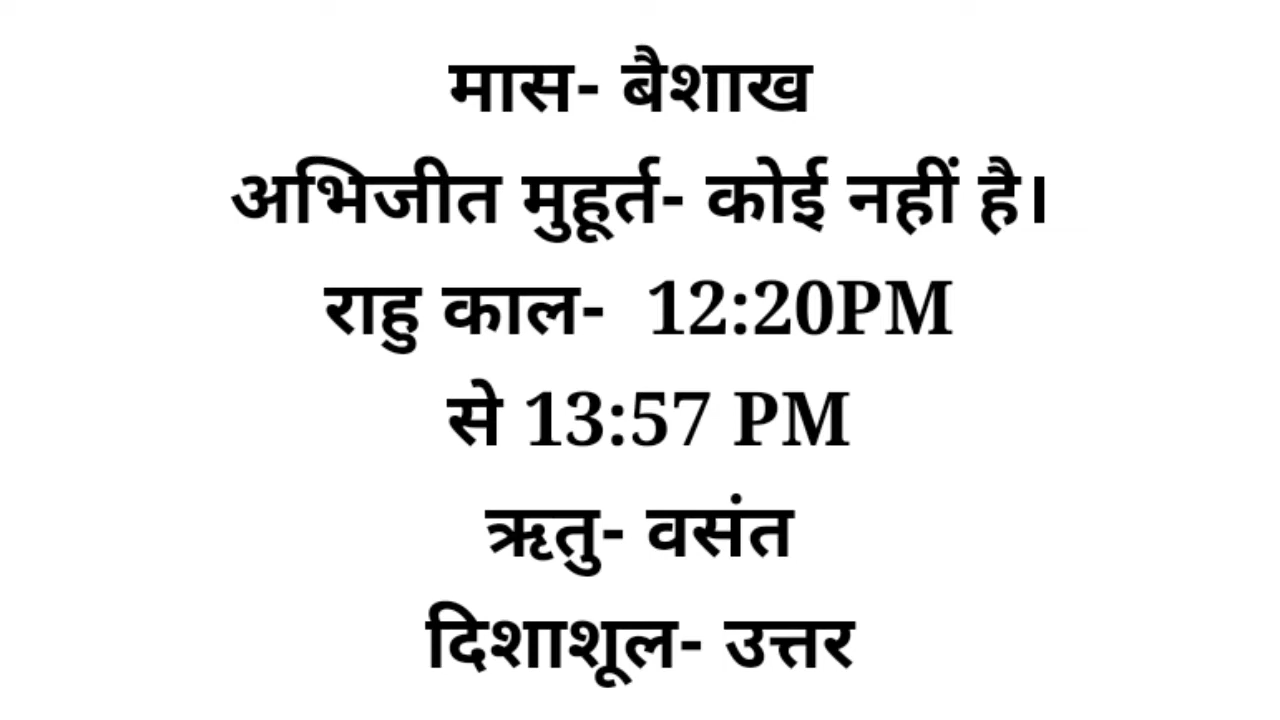 मास- बैशाख
अभिजीत मुहूर्त- कोई नहीं है।
राहु काल- 12:20PM
से 13:57 PM
ऋतु- वसंत
दिशाशूल- उत्तर